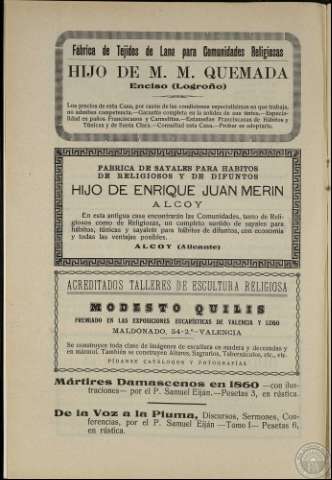 Fábrica de Tejidos de Lana para Comunidades Religiosas
HIJO DE M. M. QUEMADA
Enciso (Logroño)
Los precios de esta Casa, por razón de las condiciones especialísimas en que trabaja,
no admiten competencia.—Garantía completa en la solidez de sus tintes.—Especia-
lidad en paños. Franciscanos y Carmelitas.—Estameñas Franciscanas de Hábitos y
Túnicas y de Santa Clara.—Consultad esta Casa.—Probar es adoptarla.
FABRICA DE SAYALES PARA HABITOS
DE RELIGIOSOS Y DE DIFUNTOS
HIJO DE ENRIQUE JUAN MERIN
ALCOY
En esta antigua casa encontrarán las Comunidades, tanto de Reli-
giosos como de Religiosas, un completo surtido de sayales para
hábitos, túnicas y sayalete para hábitos de difuntos, con economía
y todas las ventajas posibles.
ALCOY (Alicante)
ACREDITADOS TALLERES DE ESCULTURA RELIGIOSA
MODESTO QUILIS
PREMIADO EN LAS EXPOSICIONES EUCARÍSTICAS DE VALENCIA Y LUGO
MALDONADO, 54-2.º-VALENCIA
Se construyen toda clase de imágenes de escultura en madera y decoradas y
en mármol. También se construyen Altares, Sagrarios, Tabernáculos, etc., etc.
PÍDANSE CATÁLOGOS Y FOTOGRAFÍAS
Mártires Damascenos en 1860 —con ilus-
traciones— por el P. Samuel Eiján.—Pesetas 3, en rústica.
De la Voz a la Pluma, Discursos, Sermones, Con-
ferencias, por el P. Samuel Eiján —Tomo I— Pesetas 6,
en rústica.